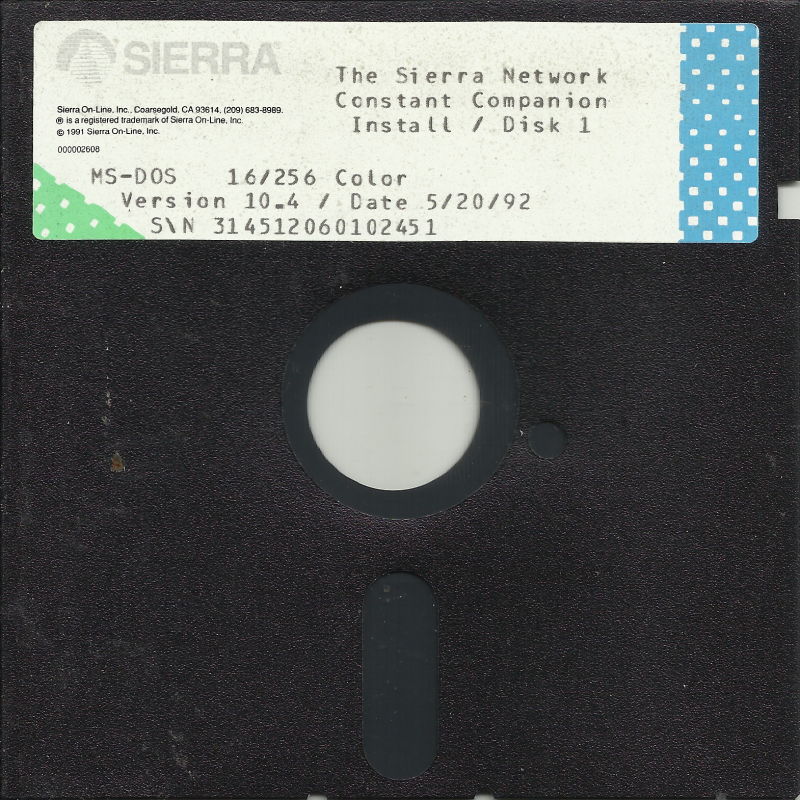 SIERRA
The Sierra Network
Constant Companion
Install / Disk 1
Sierra On-Line, Inc., Coarsegold, CA 93614, (209) 683-8989.
® is a registered trademark of Sierra On-Line, Inc.
© 1991 Sierra On-Line, Inc.
000002608
MS-DOS 16/256 Color
Version 10.4 / Date 5/20/92
S\N 314512060102451